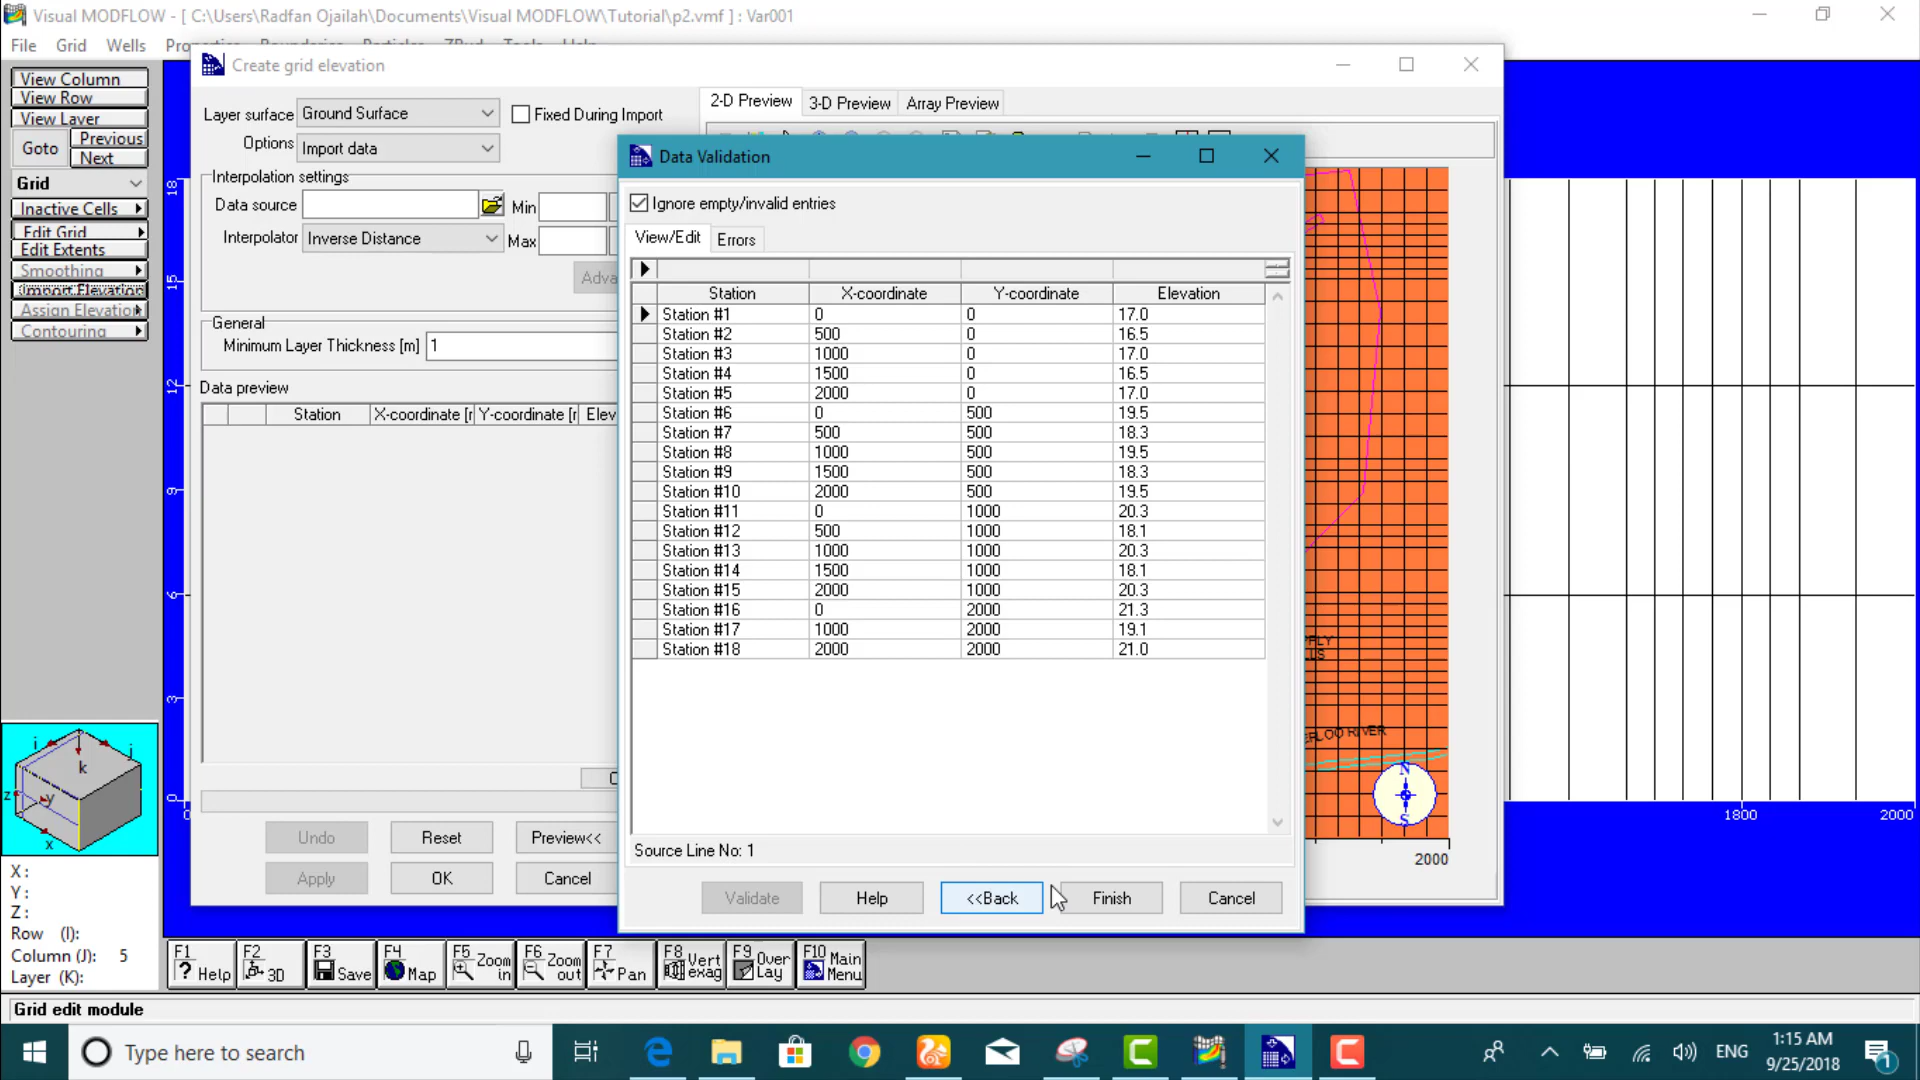 Visual MODFLOW - [ C:\Users\Radfan Ojailah\Documents\Visual MODFLOW\Tutorial\p2.vmf ] : Var001
File Grid Wells
View Column
View Row
View Layer
Goto Previous
Next
Grid
Inactive Cells
Edit Grid
Edit Extents
Smoothing
Import Elevation
Assign Elevation
Contouring
Create grid elevation
Layer surface Ground Surface Fixed During Import
Options Import data
Interpolation settings
Data source Min
Interpolator Inverse Distance Max
General
Minimum Layer Thickness [m] 1
Data preview
Station X-coordinate [ Y-coordinate [
Undo Reset Preview<<
Apply OK Cancel
2-D Preview 3-D Preview Array Preview
Data Validation
Ignore empty/invalid entries
View/Edit Errors
Station X-coordinate Y-coordinate Elevation
Station #1 0 0 17.0
Station #2 500 0 16.5
Station #3 1000 0 17.0
Station #4 1500 0 16.5
Station #5 2000 0 17.0
Station #6 0 500 19.5
Station #7 500 500 18.3
Station #8 1000 500 19.5
Station #9 1500 500 18.3
Station #10 2000 500 19.5
Station #11 0 1000 20.3
Station #12 500 1000 18.1
Station #13 1000 1000 20.3
Station #14 1500 1000 18.1
Station #15 2000 1000 20.3
Station #16 0 2000 21.3
Station #17 1000 2000 19.1
Station #18 2000 2000 21.0
Source Line No: 1
Validate Help <<Back Finish Cancel
RIVER
N
S
2000
18
15
12
9
6
3
0
1800 2000
i j
k
z y
x
X :
Y :
Z :
Row (I):
Column (J): 5
Layer (K):
F1 ? Help
F2 3D
F3 Save
F4 Map
F5 Zoom in
F6 Zoom out
F7 Pan
F8 Vert exag
F9 Over Lay
F10 Main Menu
Grid edit module
Type here to search
ENG
1:15 AM
9/25/2018
1